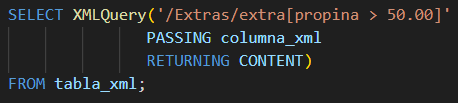 SELECT XMLQuery('/Extras/extra[propina > 50.00]'
PASSING columna_xml
RETURNING CONTENT)
FROM tabla_xml;